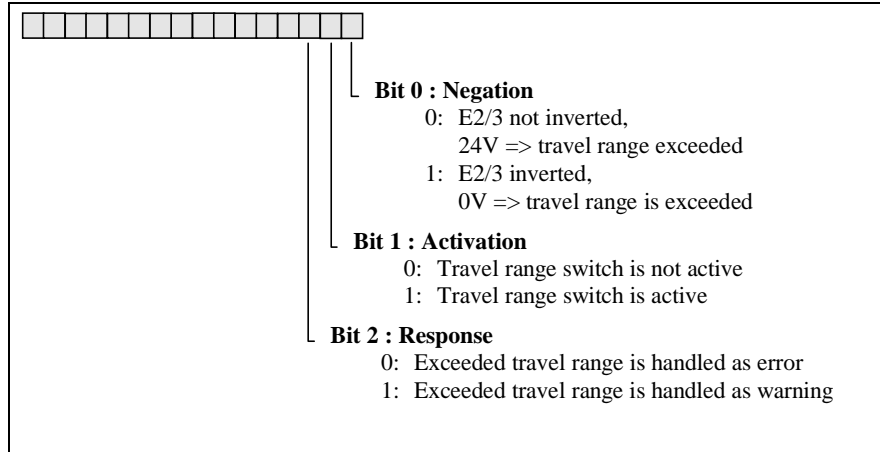 Bit 0 : Negation
0: E2/3 not inverted,
24V => travel range exceeded
1: E2/3 inverted,
0V => travel range is exceeded
Bit 1 : Activation
0: Travel range switch is not active
1: Travel range switch is active
Bit 2 : Response
0: Exceeded travel range is handled as error
1: Exceeded travel range is handled as warning